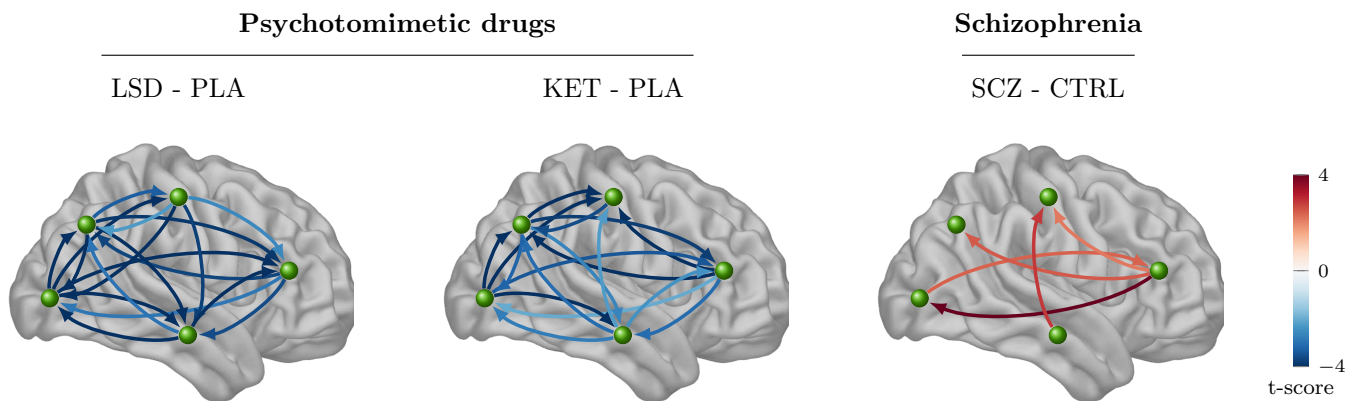 Psychotomimetic drugs
Schizophrenia
LSD - PLA
KET - PLA
SCZ - CTRL
4
0
−4
t-score